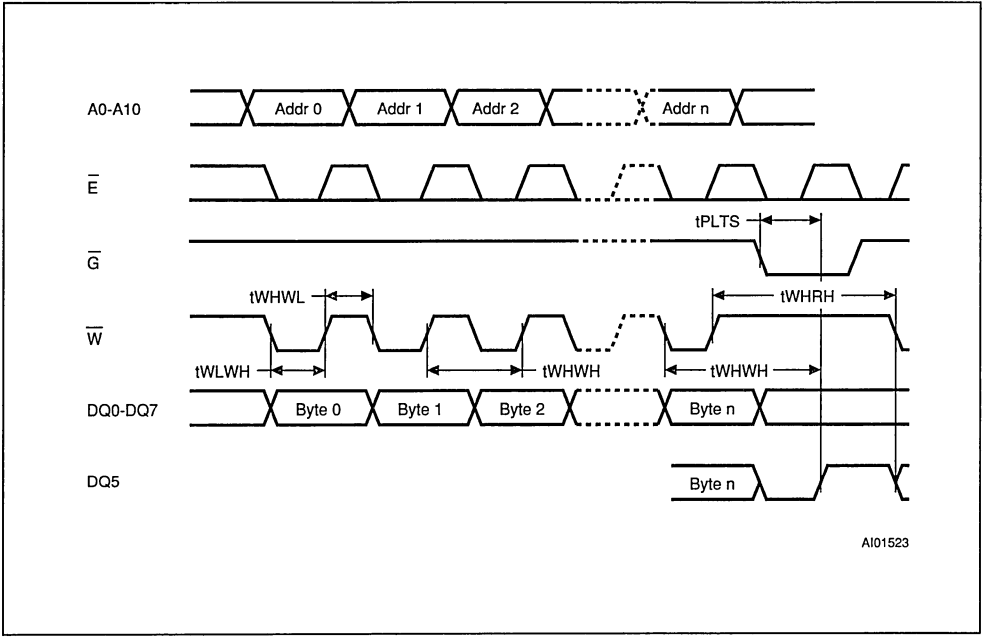 A0-A10
Addr 0
Addr 1
Addr 2
Addr n
E
tPLTS
G
tWHWL
tWHRH
W
tWLWH
tWHWH
tWHWH
DQ0-DQ7
Byte 0
Byte 1
Byte 2
Byte n
DQ5
Byte n
AI01523